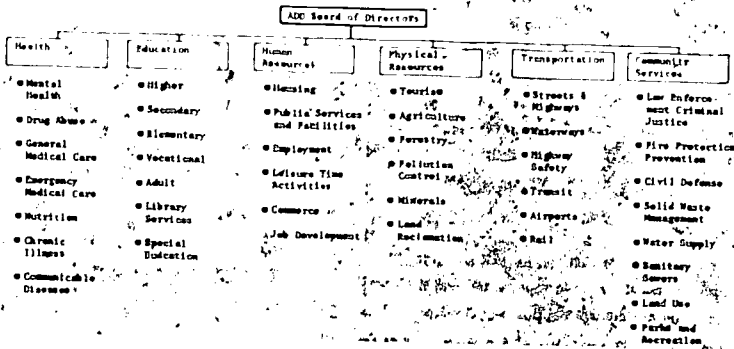 ADD Board of Directors
Health
● Mental
Health
● Drug Abuse
● General
Medical Care
● Emergency
Medical Care
● Nutrition
● Chronic
Illness
● Communicable
Diseases
Education
● Higher
● Secondary
● Elementary
● Vocational
● Adult
● Library
Services
● Special
Education
Human
Resources
● Housing
● Public Services
and Facilities
● Employment
● Leisure Time
Activities
● Commerce
Job Development
Physical
Resources
● Tourism
● Agriculture
● Forestry
● Pollution
Control
● Minerals
● Land
Reclamation
Transportation
● Streets &
Highways
● Waterways
● Highway
Safety
● Transit
● Airports
● Rail
Community
Services
● Law Enforce-
ment Criminal
Justice
● Fire Protection
Prevention
● Civil Defense
● Solid Waste
Management
● Water Supply
● Sanitary
Sewers
● Land Use
● Parks and
Recreation